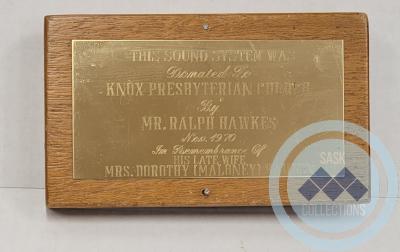 THIS SOUND SYSTEM WAS
Donated To
KNOX PRESBYTERIAN CHURCH
By
MR. RALPH HAWKES
Nov. 1970
In Rememberance Of
HIS LATE WIFE
MRS. DOROTHY (MALONEY)
SASK
COLLECTIONS